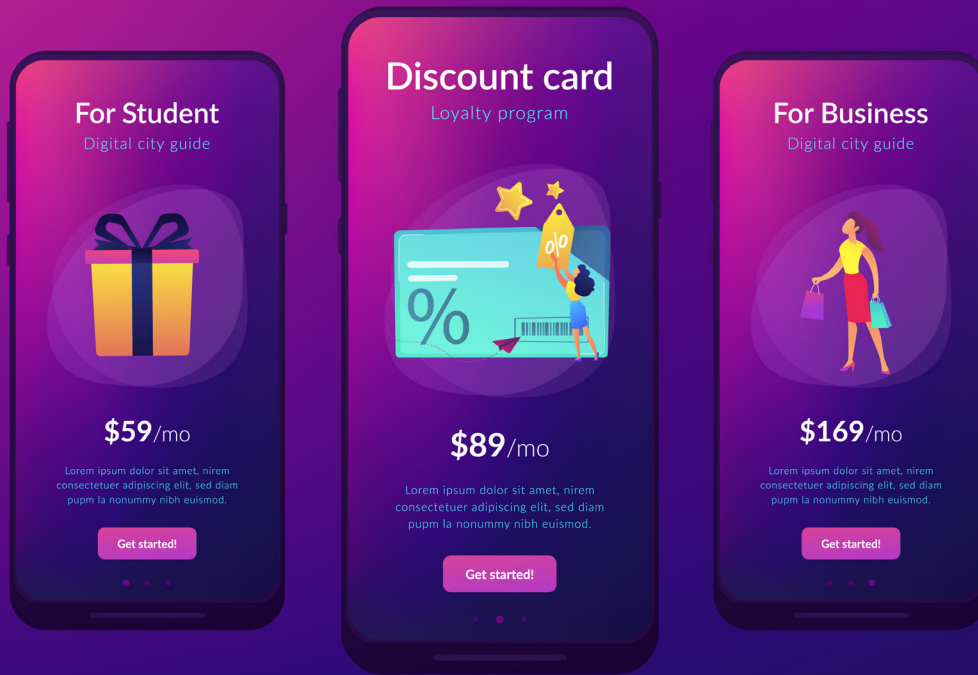 For Student
Digital city guide
$59/mo
Lorem ipsum dolor sit amet, nirem
consectetuer adipiscing elit, sed diam
pupm la nonummy nibh euismod.
Get started!
Discount card
Loyalty program
%
%
$89/mo
Lorem ipsum dolor sit amet, nirem
consectetuer adipiscing elit, sed diam
pupm la nonummy nibh euismod.
Get started!
For Business
Digital city guide
$169/mo
Lorem ipsum dolor sit amet, nirem
consectetuer adipiscing elit, sed diam
pupm la nonummy nibh euismod.
Get started!